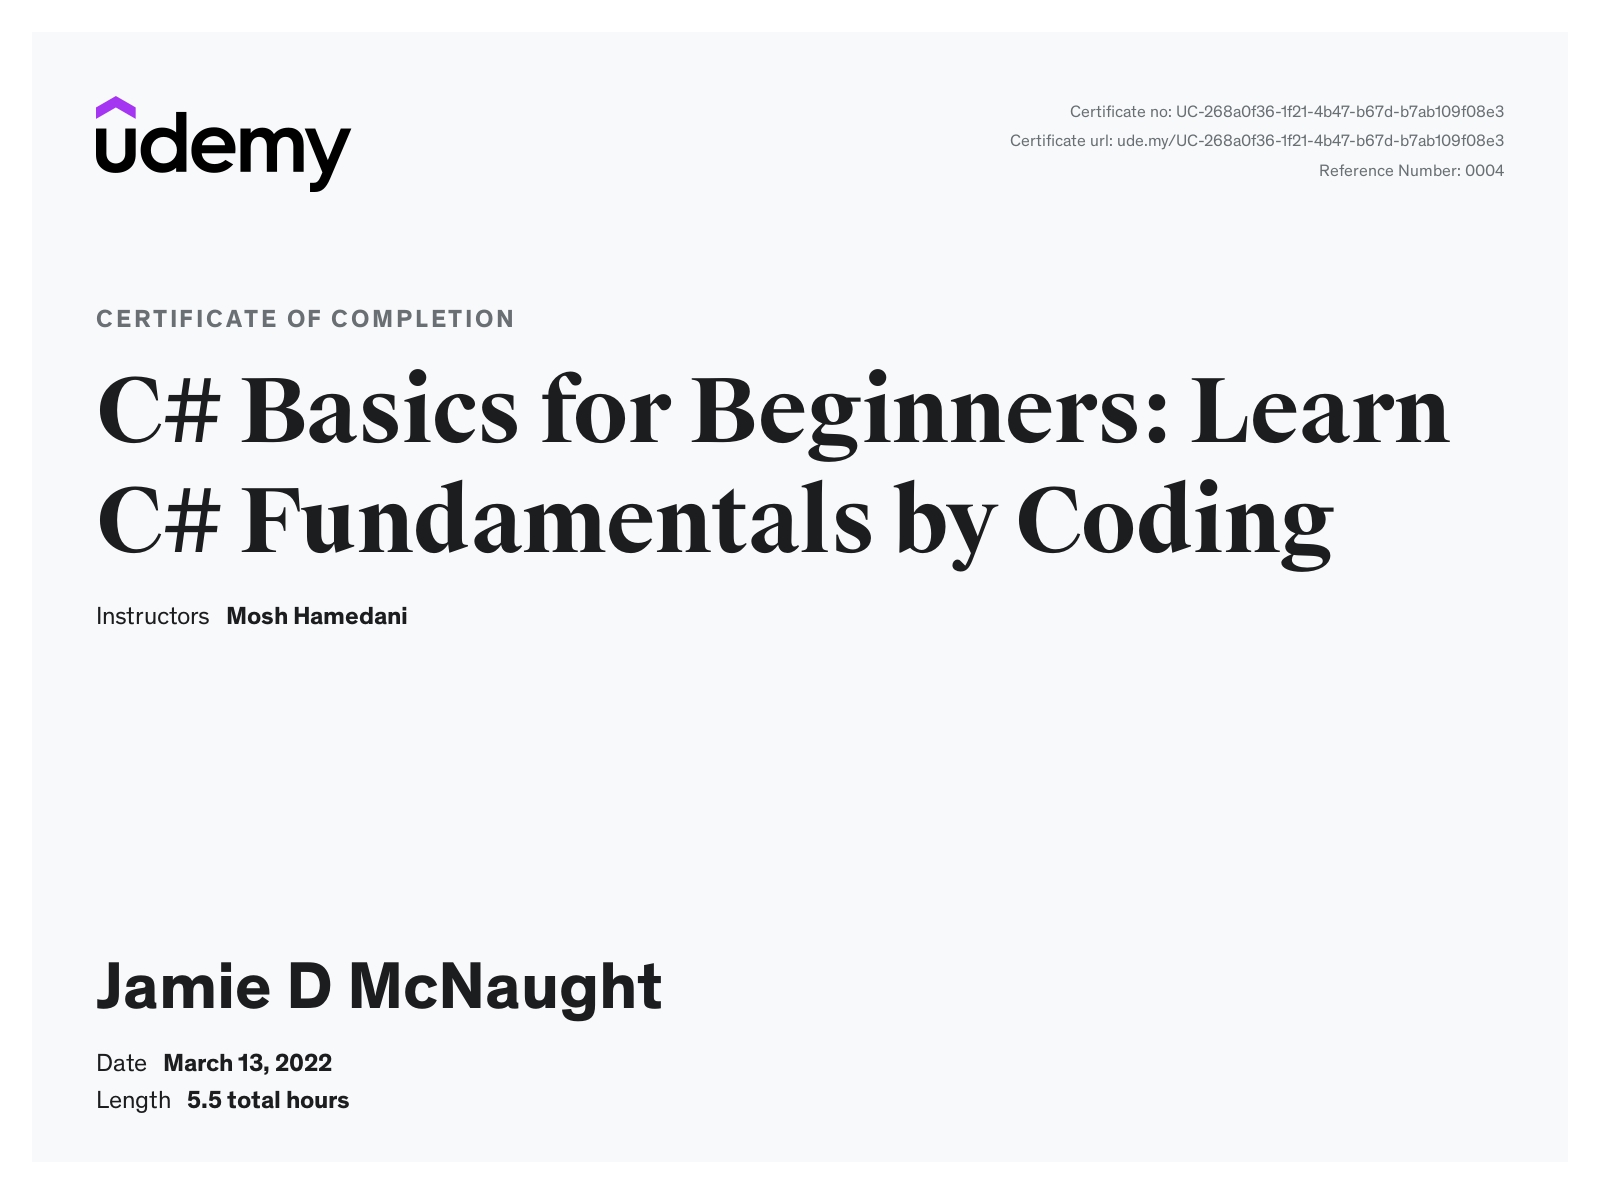 udemy
Certificate no: UC-268a0f36-1f21-4b47-b67d-b7ab109f08e3
Certificate url: ude.my/UC-268a0f36-1f21-4b47-b67d-b7ab109f08e3
Reference Number: 0004
CERTIFICATE OF COMPLETION
C# Basics for Beginners: Learn
C# Fundamentals by Coding
Instructors Mosh Hamedani
Jamie D McNaught
Date March 13, 2022
Length 5.5 total hours